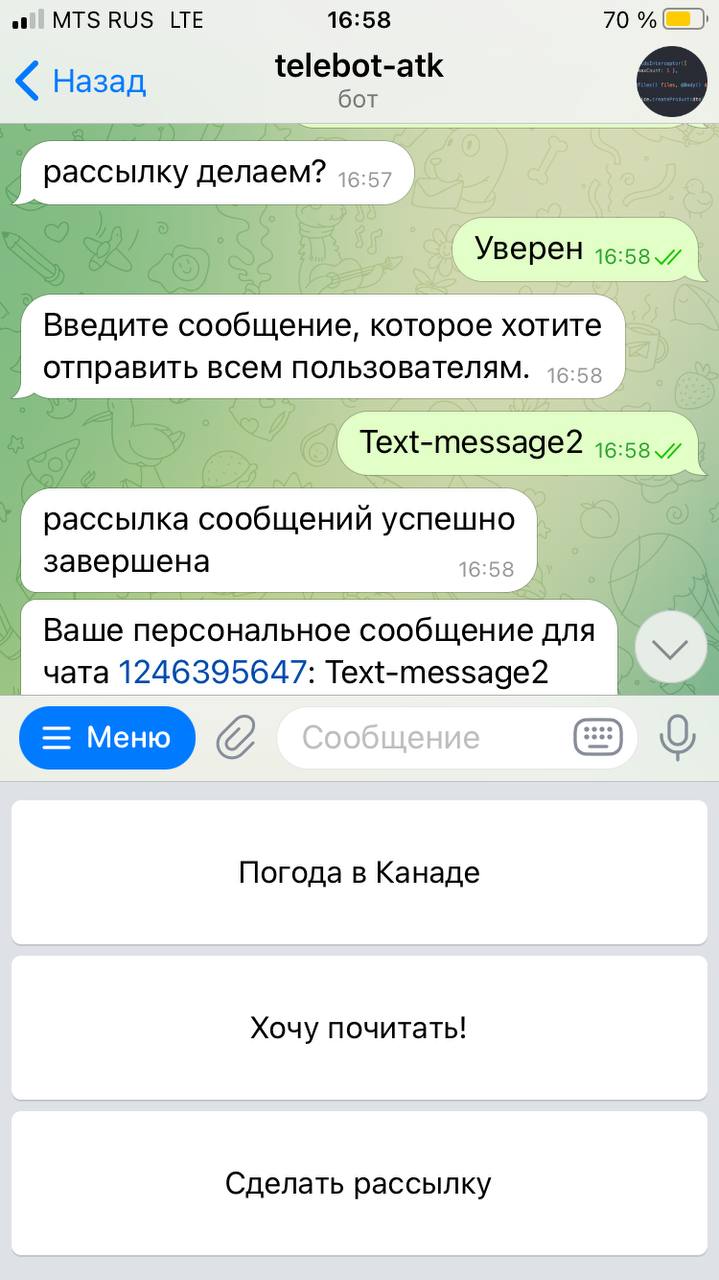 MTS RUS LTE 16:58 70 %
Назад telebot-atk
бот
рассылку делаем? 16:57
Уверен 16:58
Введите сообщение, которое хотите
отправить всем пользователям. 16:58
Text-message2 16:58
рассылка сообщений успешно
завершена 16:58
Ваше персональное сообщение для
чата 1246395647: Text-message2
Меню Сообщение
Погода в Канаде
Хочу почитать!
Сделать рассылку